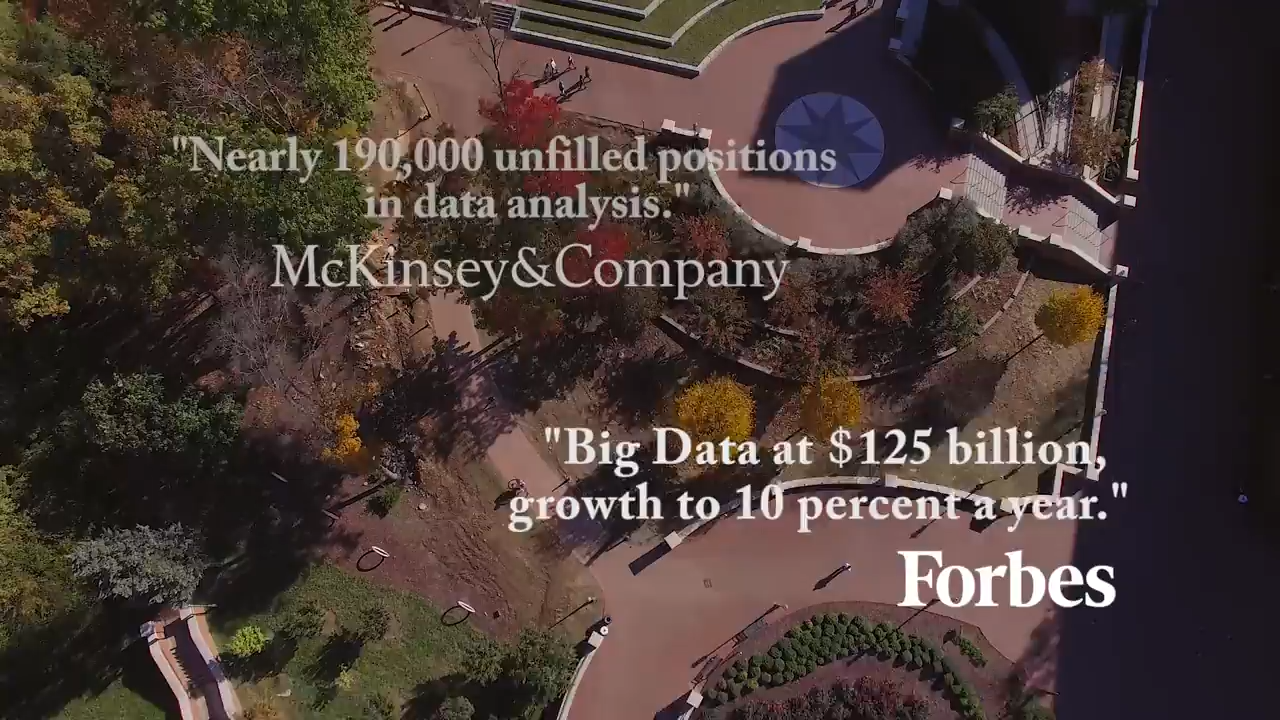 "Nearly 190,000 unfilled positions
in data analysis."
McKinsey&Company
"Big Data at $125 billion,
growth to 10 percent a year."
Forbes